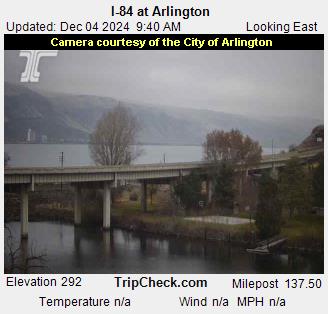 I-84 at Arlington
Updated: Dec 04 2024 9:40 AM Looking East
Camera courtesy of the City of Arlington
Elevation 292 TripCheck.com Milepost 137.50
Temperature n/a Wind n/a MPH n/a